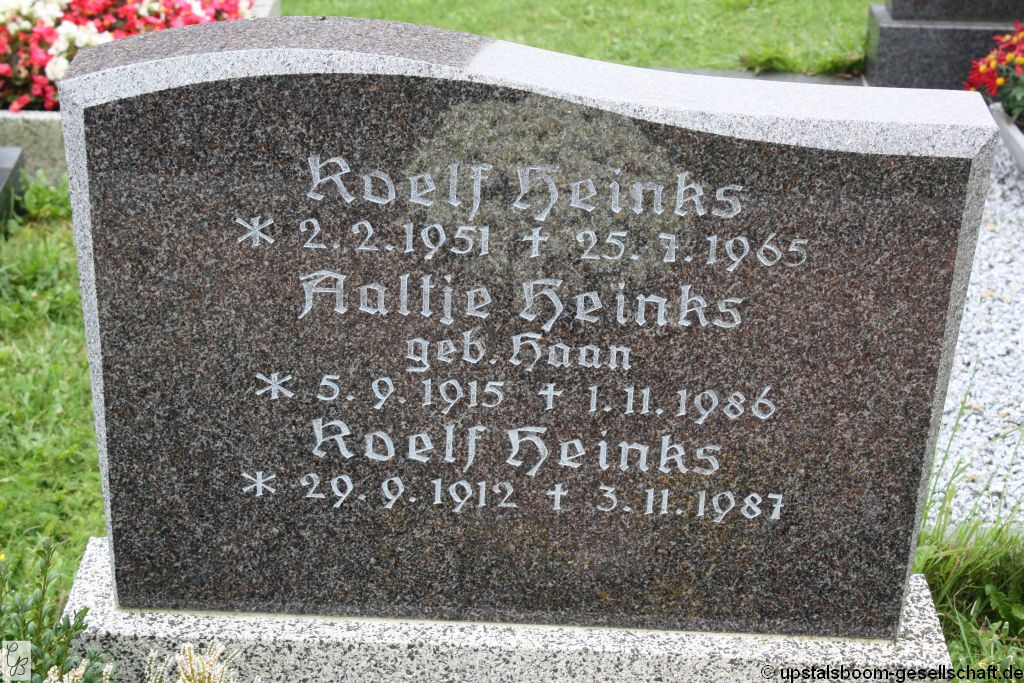 Roelf Heinks
* 2. 2. 1951 † 25. 7. 1965
Aaltje Heinks
geb. Haan
* 5. 9. 1915 † 1. 11. 1986
Roelf Heinks
* 29. 9. 1912 † 3. 11. 1987
© upstalsboom-gesellschaft.de